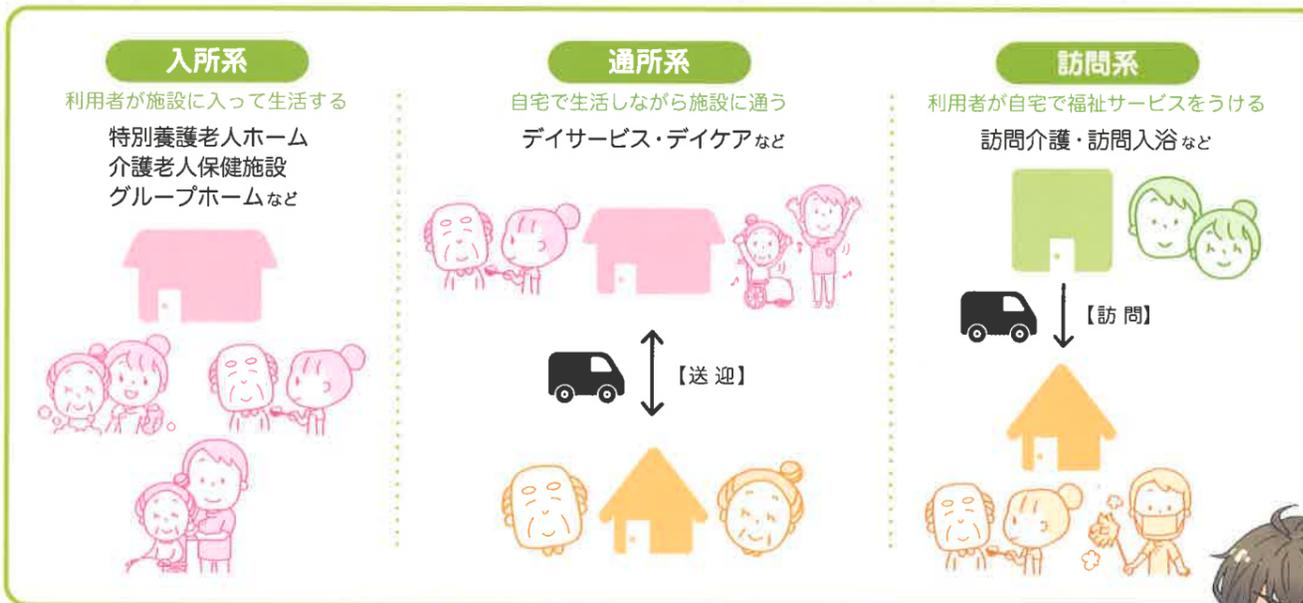 入所系
利用者が施設に入って生活する
特別養護老人ホーム
介護老人保健施設
グループホームなど
通所系
自宅で生活しながら施設に通う
デイサービス・デイケアなど
【送 迎】
訪問系
利用者が自宅で福祉サービスをうける
訪問介護・訪問入浴など
【訪 問】